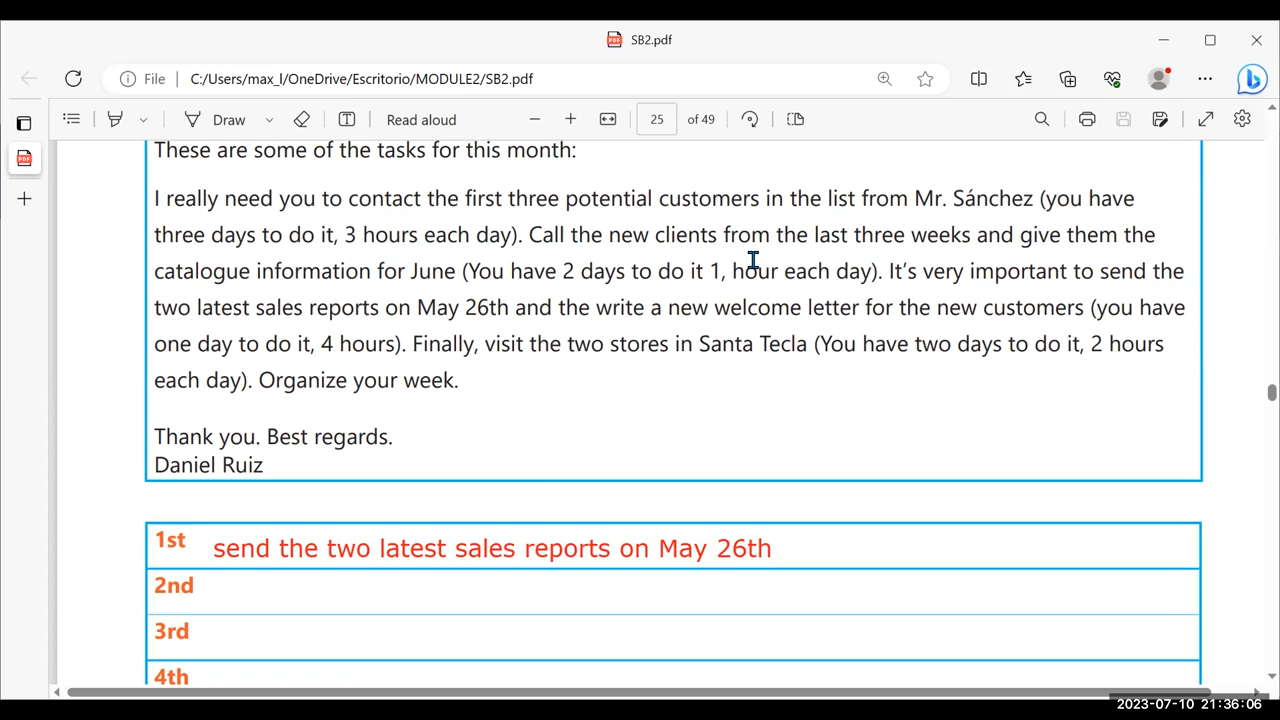 SB2.pdf
File C:/Users/max_l/OneDrive/Escritorio/MODULE2/SB2.pdf
Draw Read aloud 25 of 49
These are some of the tasks for this month:
I really need you to contact the first three potential customers in the list from Mr. Sánchez (you have
three days to do it, 3 hours each day). Call the new clients from the last three weeks and give them the
catalogue information for June (You have 2 days to do it 1, hour each day). It's very important to send the
two latest sales reports on May 26th and the write a new welcome letter for the new customers (you have
one day to do it, 4 hours). Finally, visit the two stores in Santa Tecla (You have two days to do it, 2 hours
each day). Organize your week.
Thank you. Best regards.
Daniel Ruiz
1st send the two latest sales reports on May 26th
2nd
3rd
4th
2023-07-10 21:36:06